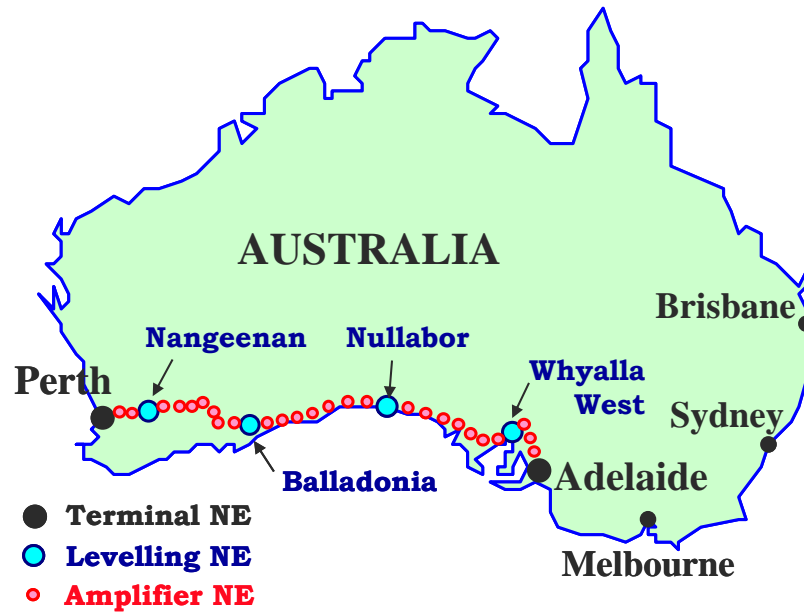 AUSTRALIA
Brisbane
Nangeenan
Nullabor
Perth
Whyalla
West
Sydney
Balladonia
Adelaide
Terminal NE
Levelling NE
Melbourne
Amplifier NE